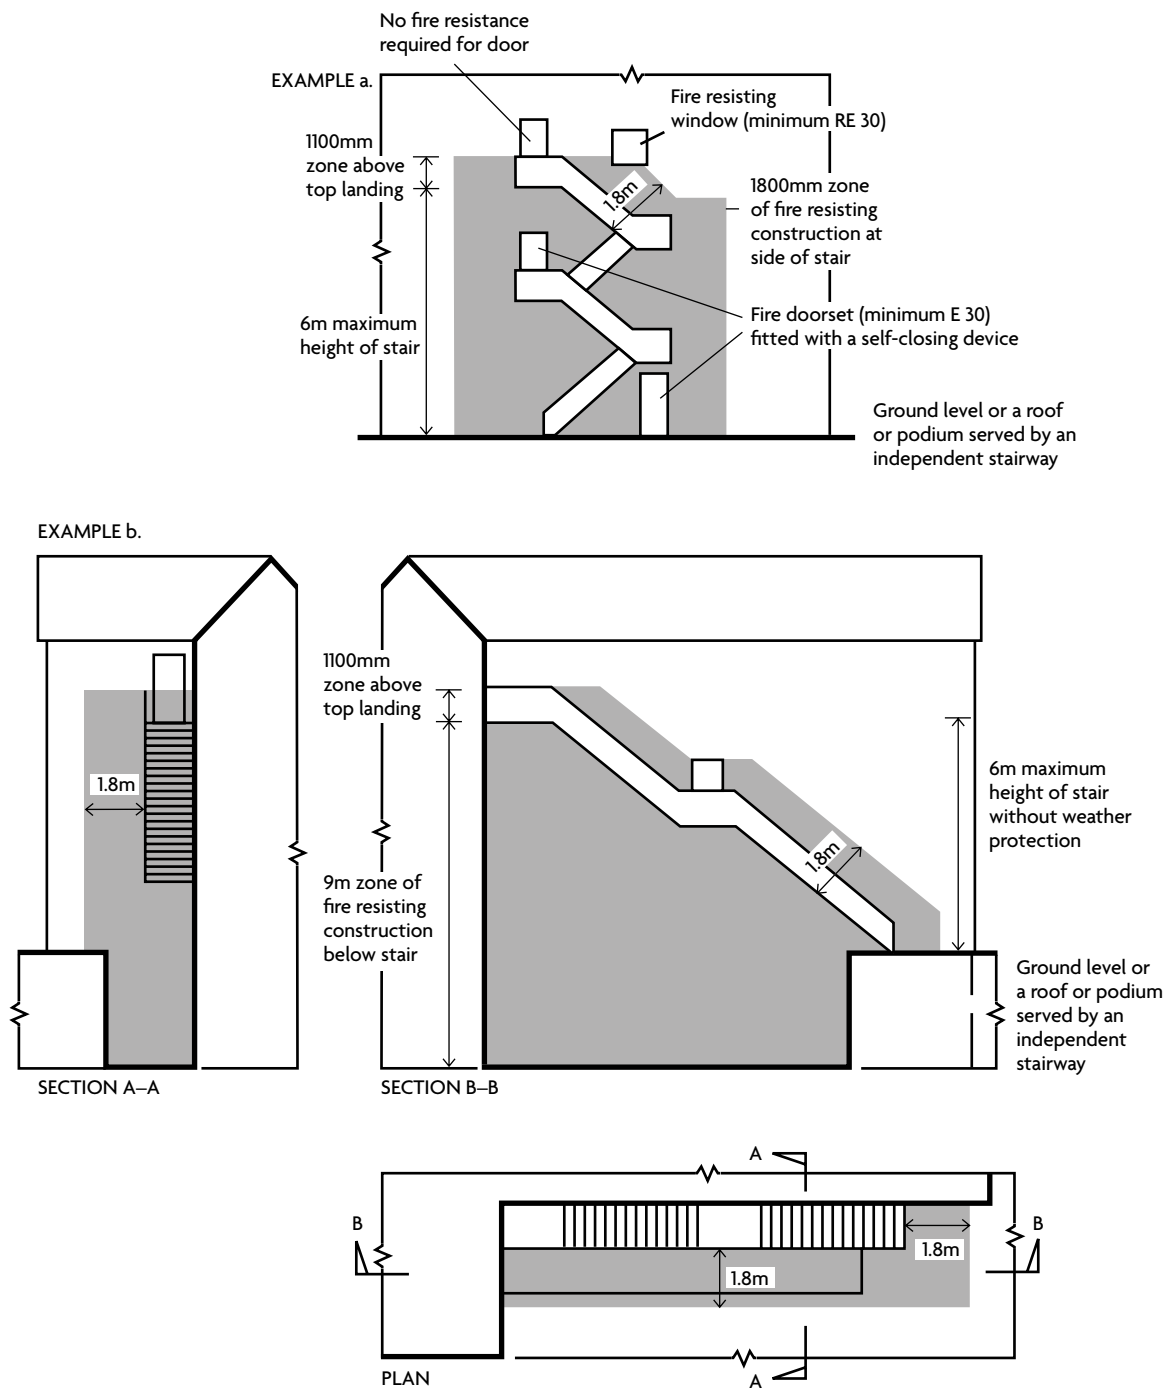 No fire resistance
required for door
EXAMPLE a.
Fire resisting
window (minimum RE 30)
1100mm
zone above
top landing
1.8m
1800mm zone
of fire resisting
construction at
side of stair
6m maximum
height of stair
Fire doorset (minimum E 30)
fitted with a self-closing device
Ground level or a roof
or podium served by an
independent stairway
EXAMPLE b.
1.8m
1100mm
zone above
top landing
9m zone of
fire resisting
construction
below stair
1.8m
6m maximum
height of stair
without weather
protection
Ground level or
a roof or podium
served by an
independent
stairway
SECTION A–A
SECTION B–B
A
B
B
1.8m
1.8m
A
PLAN